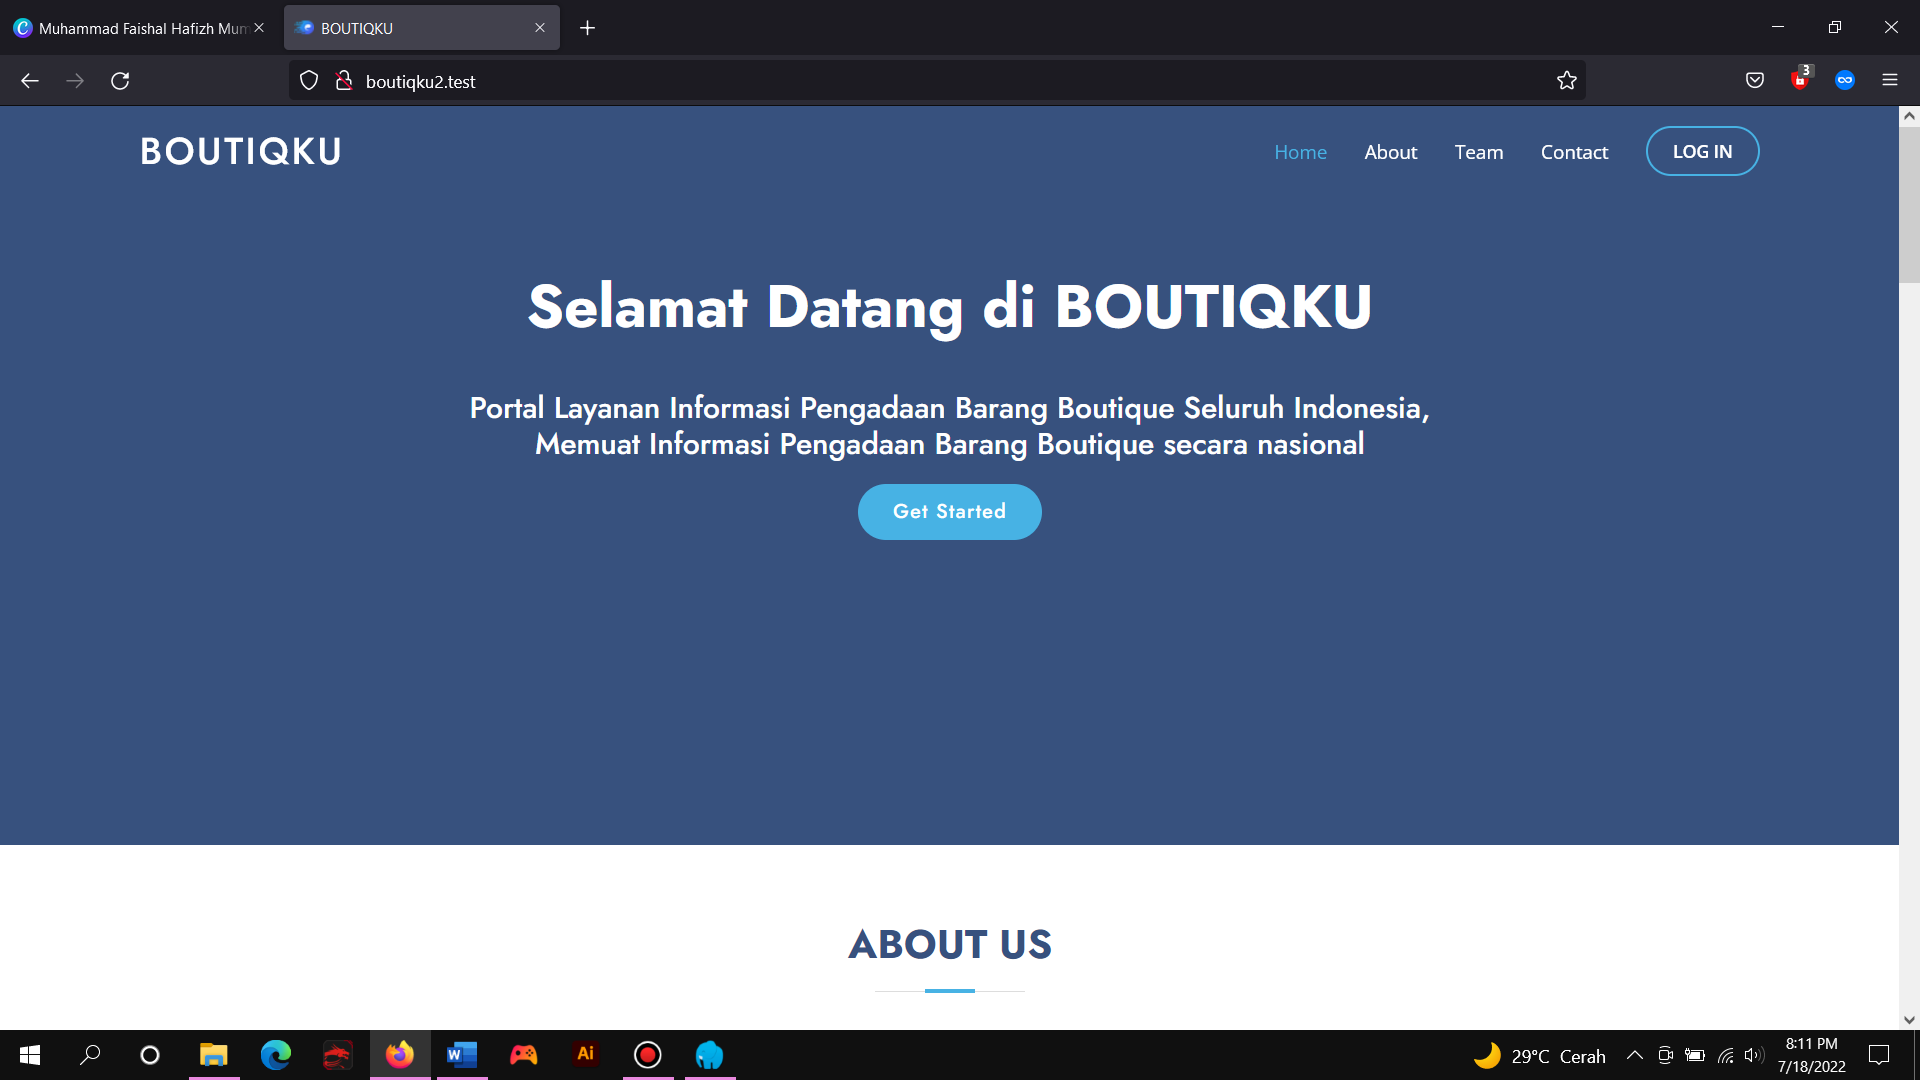 Muhammad Faishal Hafizh Mum
BOUTIQKU
boutiqku2.test
3
BOUTIQKU
Home
About
Team
Contact
LOG IN
Selamat Datang di BOUTIQKU
Portal Layanan Informasi Pengadaan Barang Boutique Seluruh Indonesia,
Memuat Informasi Pengadaan Barang Boutique secara nasional
Get Started
ABOUT US
W
Ai
29°C Cerah
8:11 PM
7/18/2022